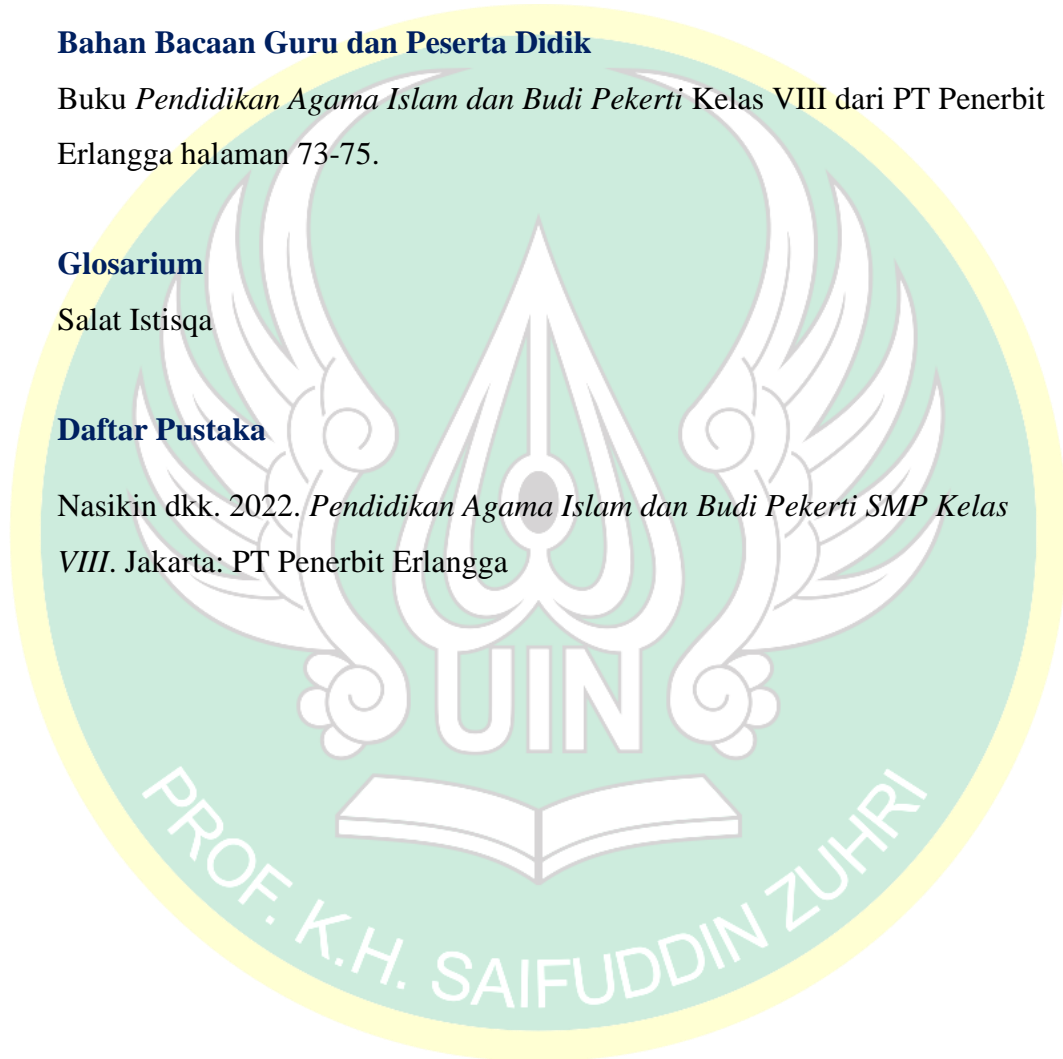 Bahan Bacaan Guru dan Peserta Didik
Buku Pendidikan Agama Islam dan Budi Pekerti Kelas VIII dari PT Penerbit
Erlangga halaman 73-75.
Glosarium
Salat Istisqa
Daftar Pustaka
Nasikin dkk. 2022. Pendidikan Agama Islam dan Budi Pekerti SMP Kelas
VIII. Jakarta: PT Penerbit Erlangga
UIN
PROF. K.H. SAIFUDDIN ZUHRI